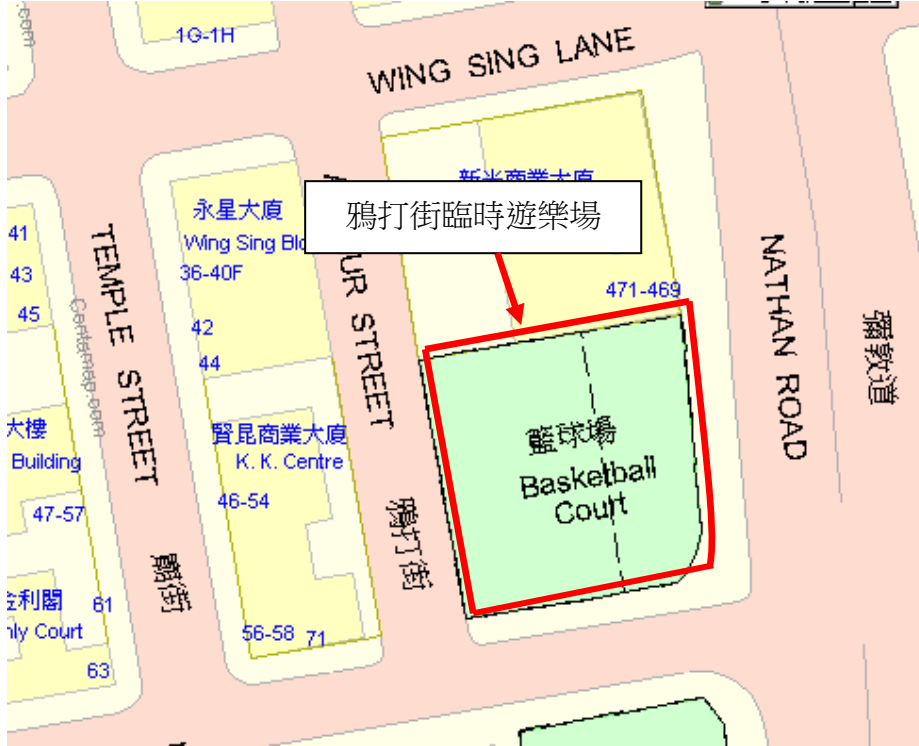 1G-1H
WING SING LANE
新光商業大廈
鴉打街臨時遊樂場
永星大廈
Wing Sing
36-40F
41
43
45
42
44
TEMPLE STREET
廟街
Centamap.com
STREET
鴉打街
471-469
NATHAN ROAD
彌敦道
籃球場
Basketball
Court
賢昆商業大廈
K. K. Centre
46-54
大樓
Building
47-57
金利閣
Court
61
63
56-58
71